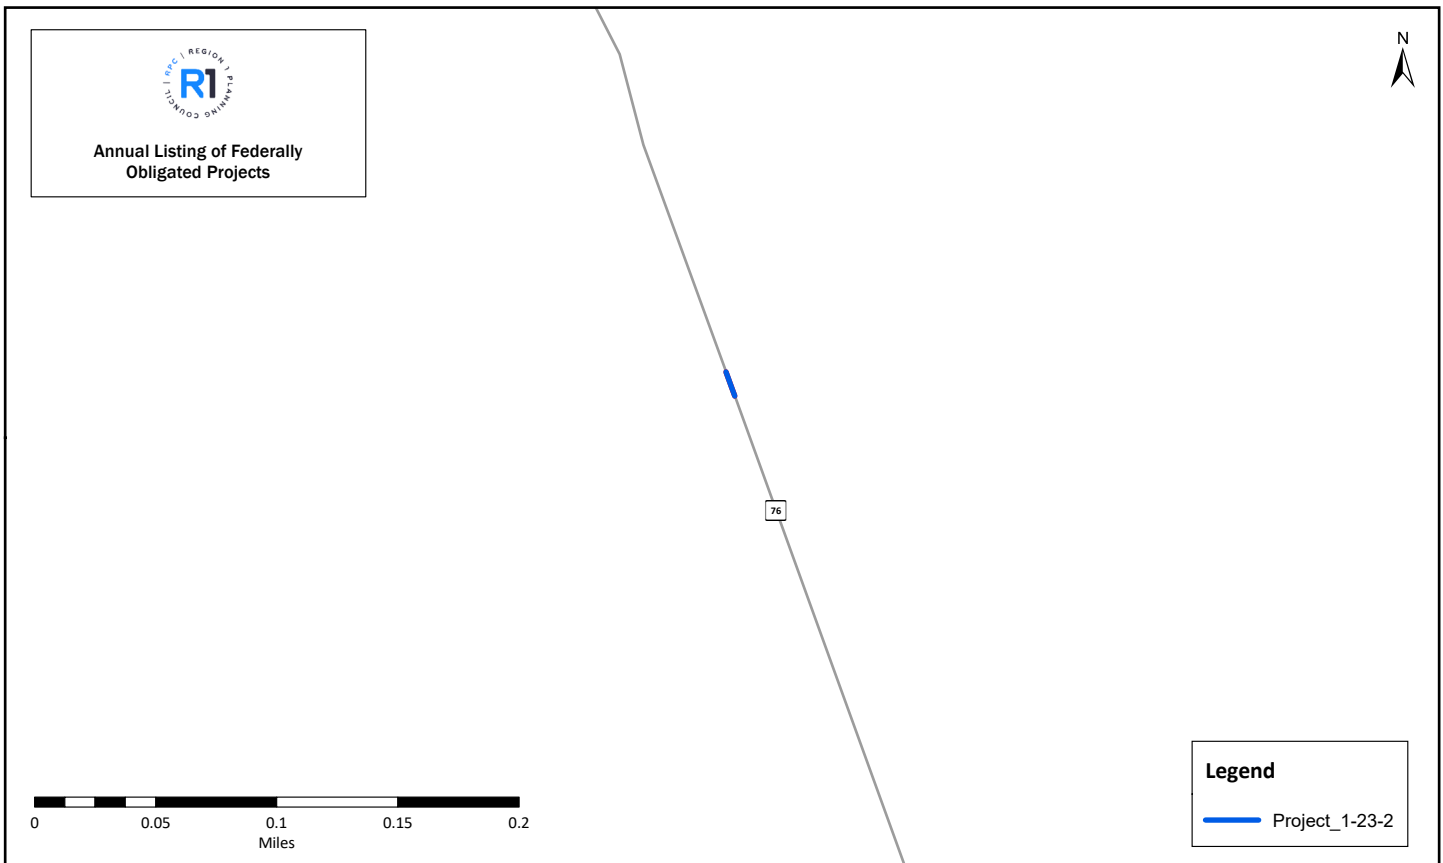 RPC | REGION 1 PLANNING COUNCIL |
R1
Annual Listing of Federally
Obligated Projects
N
76
0 0.05 0.1 0.15 0.2
Miles
Legend
Project_1-23-2